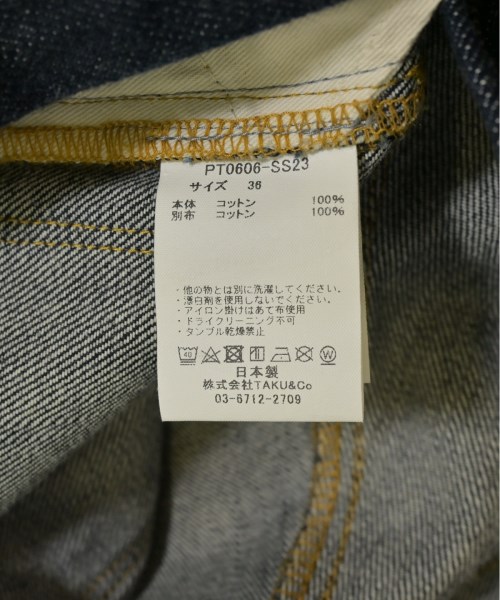 PT0606-SS23
サイズ 36
本体 コットン 100%
別布 コットン 100%
・他の物とは別に洗濯してください。
・漂白剤を使用しないでください。
・アイロン掛けはあて布使用
・ドライクリーニング不可
・タンブル乾燥禁止
40 W
日本製
株式会社TAKU&Co
03-6712-2709